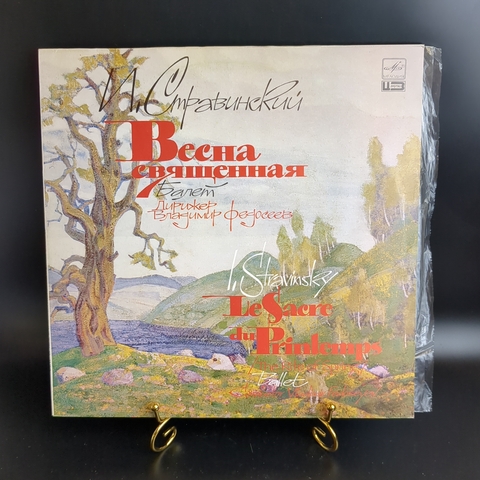 И. Стравинский
Весна
священная
Балет
Дирижер
Владимир Федосеев
I. Stravinsky
Le Sacre
du Printemps
Ballet